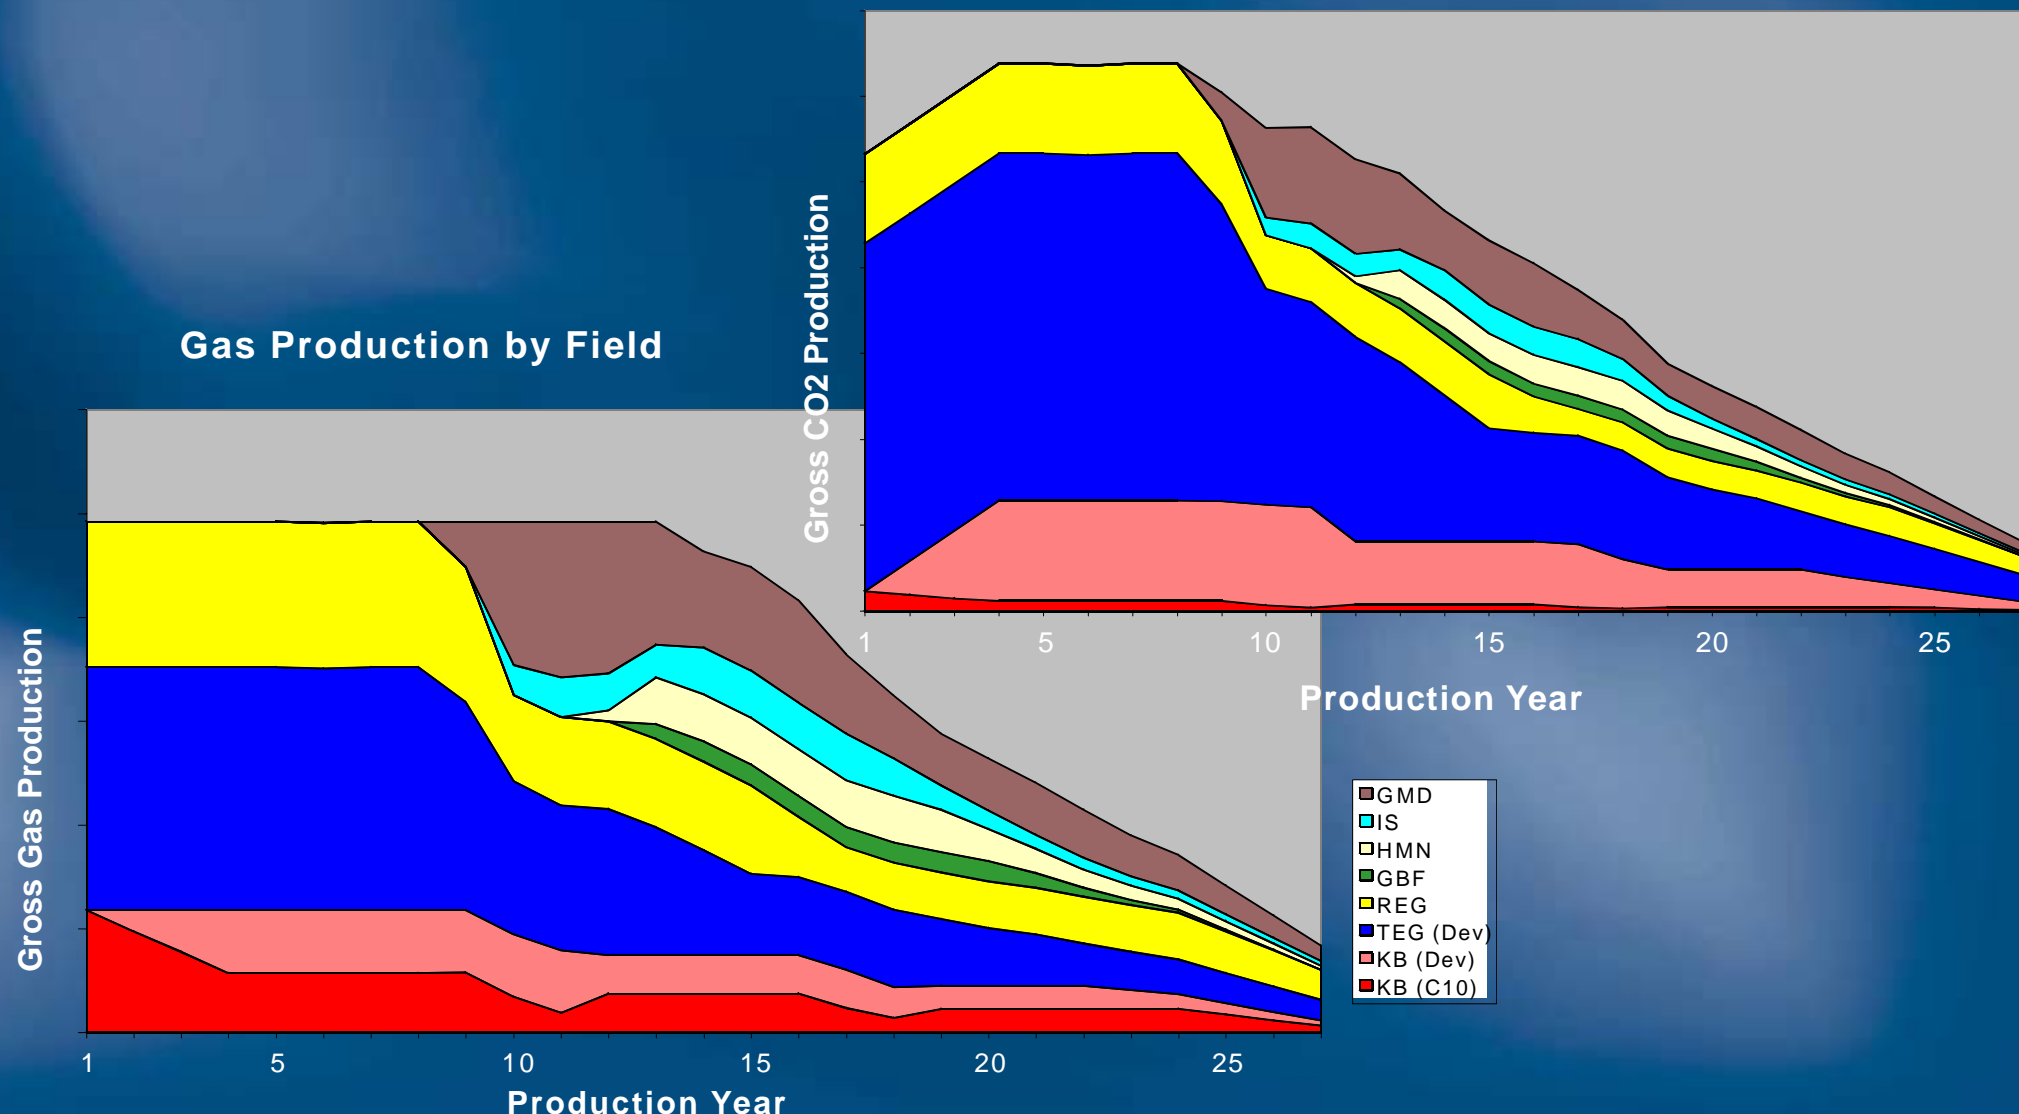 Gross CO2 Production
1 5 10 15 20 25
Production Year
Gas Production by Field
Gross Gas Production
1 5 10 15 20 25
Production Year
GMD
IS
HMN
GBF
REG
TEG (Dev)
KB (Dev)
KB (C10)